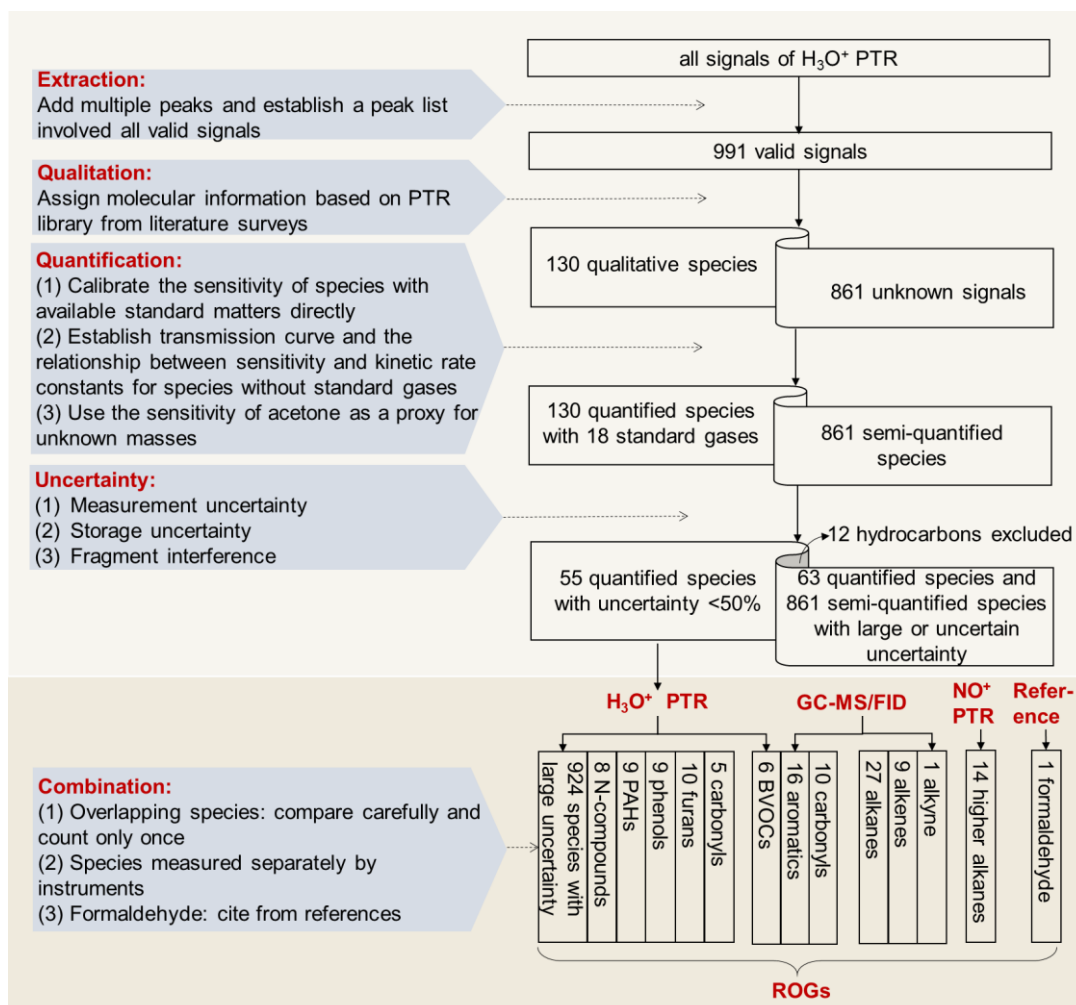 all signals of H₃O⁺ PTR
Extraction:
Add multiple peaks and establish a peak list
involved all valid signals
991 valid signals
Qualitation:
Assign molecular information based on PTR
library from literature surveys
130 qualitative species
861 unknown signals
Quantification:
(1) Calibrate the sensitivity of species with
available standard matters directly
(2) Establish transmission curve and the
relationship between sensitivity and kinetic rate
constants for species without standard gases
(3) Use the sensitivity of acetone as a proxy for
unknown masses
130 quantified species
with 18 standard gases
861 semi-quantified
species
Uncertainty:
(1) Measurement uncertainty
(2) Storage uncertainty
(3) Fragment interference
12 hydrocarbons excluded
55 quantified species
with uncertainty <50%
63 quantified species and
861 semi-quantified species
with large or uncertain
uncertainty
H₃O⁺ PTR
GC-MS/FID
NO⁺
PTR
Refer-
ence
Combination:
(1) Overlapping species: compare carefully and
count only once
(2) Species measured separately by
instruments
(3) Formaldehyde: cite from references
924 species with
large uncertainty
8 N-compounds
9 PAHs
9 phenols
10 furans
5 carbonyls
6 BVOCs
16 aromatics
10 carbonyls
27 alkanes
9 alkenes
1 alkyne
14 higher alkanes
1 formaldehyde
ROGs